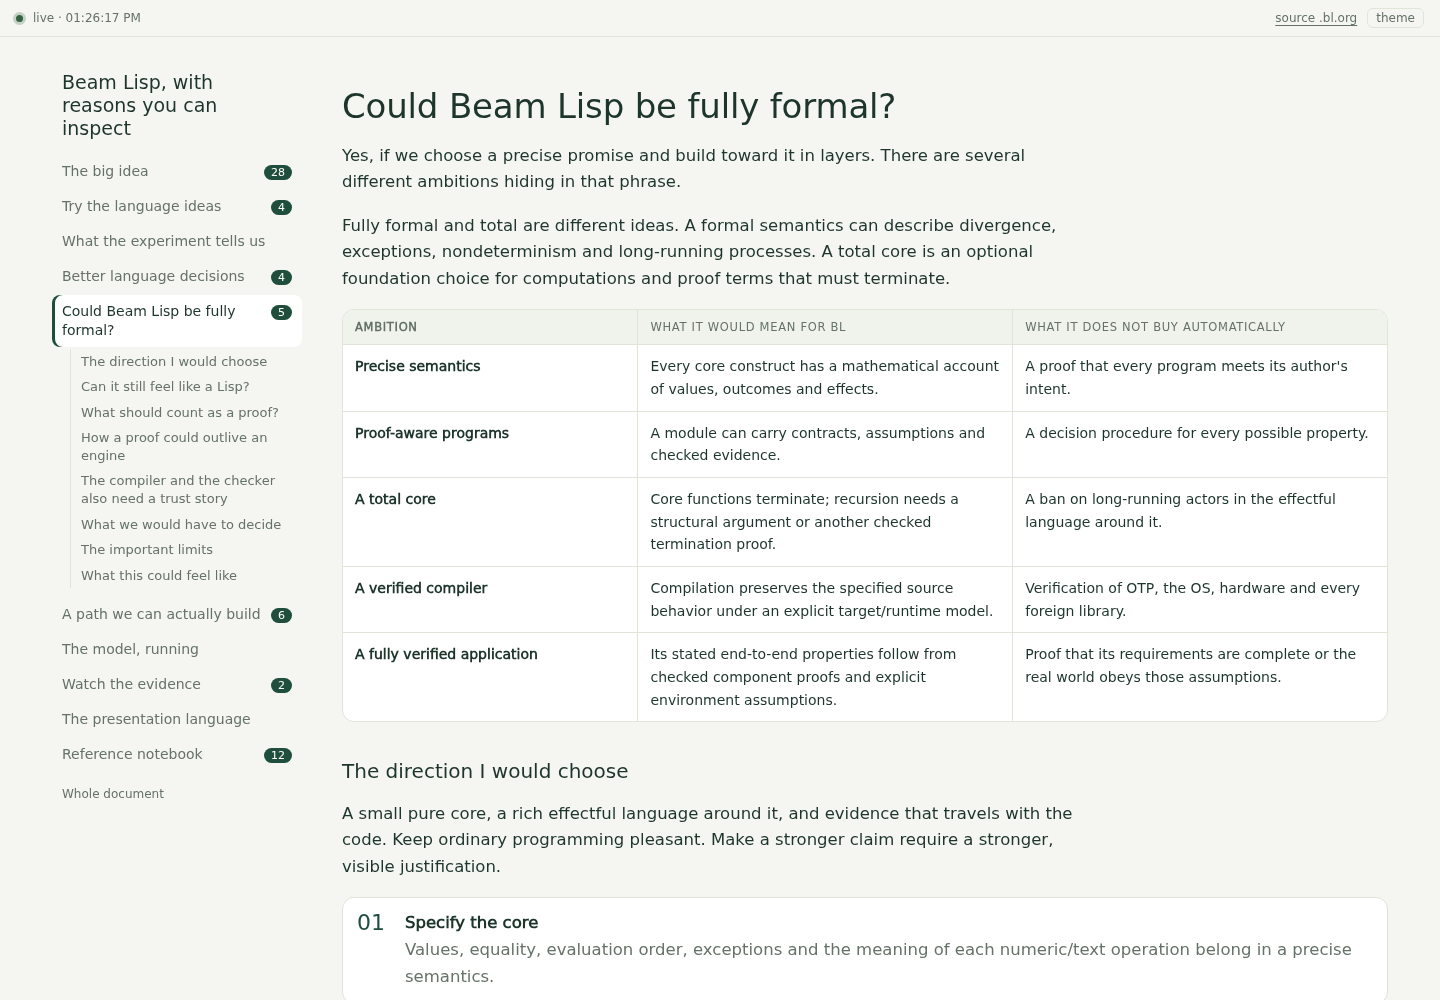 live · 01:26:17 PM
source .bl.org
theme
Beam Lisp, with
reasons you can
inspect
The big idea
28
Try the language ideas
4
What the experiment tells us
Better language decisions
4
Could Beam Lisp be fully
formal?
5
The direction I would choose
Can it still feel like a Lisp?
What should count as a proof?
How a proof could outlive an
engine
The compiler and the checker
also need a trust story
What we would have to decide
The important limits
What this could feel like
A path we can actually build
6
The model, running
Watch the evidence
2
The presentation language
Reference notebook
12
Whole document
Could Beam Lisp be fully formal?
Yes, if we choose a precise promise and build toward it in layers. There are several
different ambitions hiding in that phrase.
Fully formal and total are different ideas. A formal semantics can describe divergence,
exceptions, nondeterminism and long-running processes. A total core is an optional
foundation choice for computations and proof terms that must terminate.
AMBITION
WHAT IT WOULD MEAN FOR BL
WHAT IT DOES NOT BUY AUTOMATICALLY
Precise semantics
Every core construct has a mathematical account
of values, outcomes and effects.
A proof that every program meets its author's
intent.
Proof-aware programs
A module can carry contracts, assumptions and
checked evidence.
A decision procedure for every possible property.
A total core
Core functions terminate; recursion needs a
structural argument or another checked
termination proof.
A ban on long-running actors in the effectful
language around it.
A verified compiler
Compilation preserves the specified source
behavior under an explicit target/runtime model.
Verification of OTP, the OS, hardware and every
foreign library.
A fully verified application
Its stated end-to-end properties follow from
checked component proofs and explicit
environment assumptions.
Proof that its requirements are complete or the
real world obeys those assumptions.
The direction I would choose
A small pure core, a rich effectful language around it, and evidence that travels with the
code. Keep ordinary programming pleasant. Make a stronger claim require a stronger,
visible justification.
01
Specify the core
Values, equality, evaluation order, exceptions and the meaning of each numeric/text operation belong in a precise
semantics.